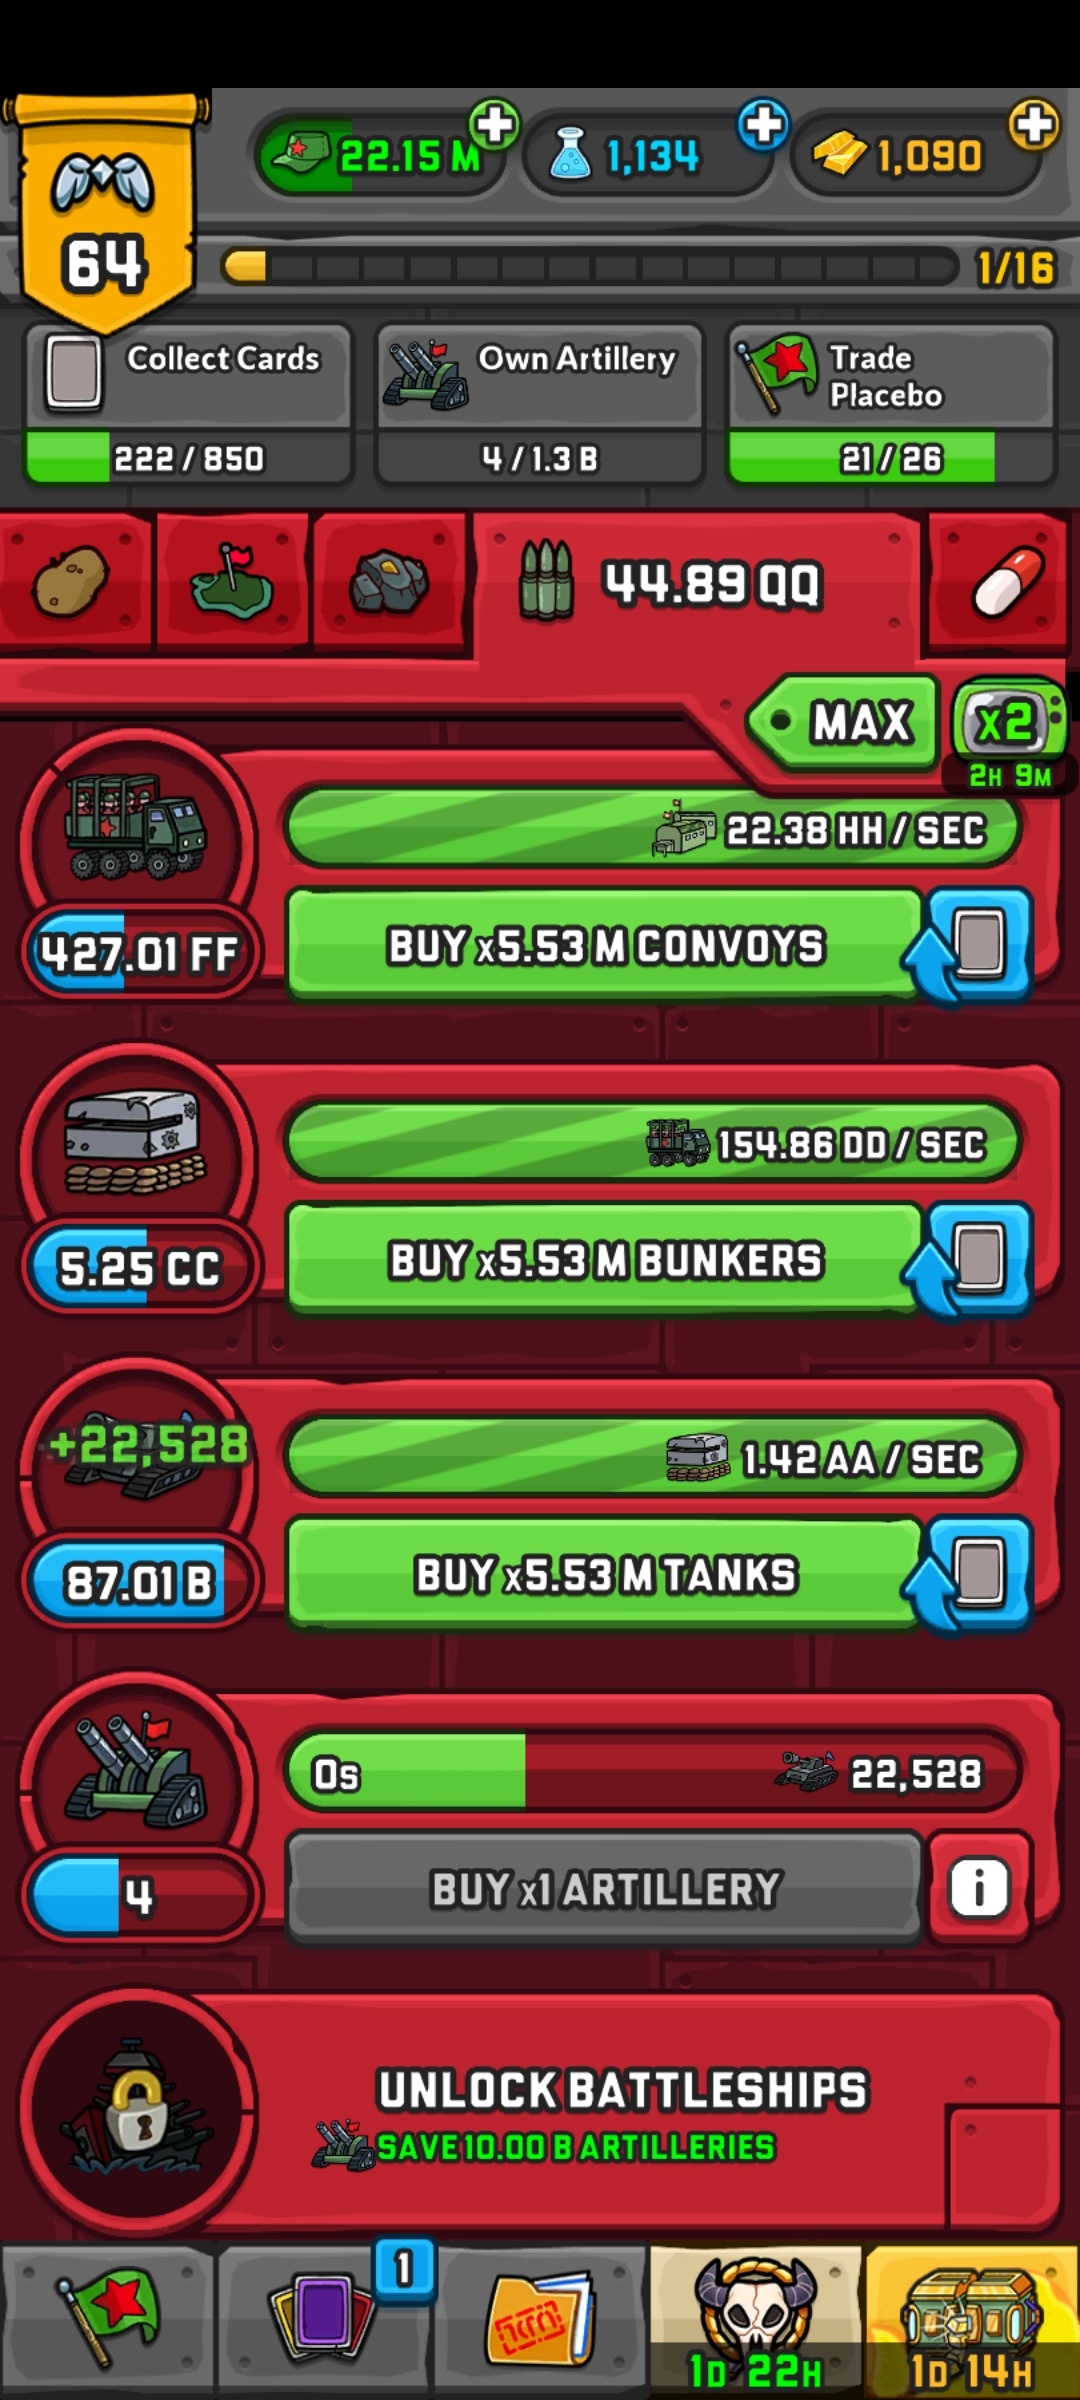 22.15 M
1,134
1,090
64
1/16
Collect Cards
222 / 850
Own Artillery
4 / 1.3 B
Trade
Placebo
21 / 26
44.89 QQ
MAX
x2
2H 9M
22.38 HH / SEC
427.01 FF
BUY x5.53 M CONVOYS
154.86 DD / SEC
5.25 CC
BUY x5.53 M BUNKERS
+22,528
1.42 AA / SEC
87.01 B
BUY x5.53 M TANKS
0s
22,528
4
BUY x1 ARTILLERY
i
UNLOCK BATTLESHIPS
SAVE 10.00 B ARTILLERIES
1
1D 22H
1D 14H